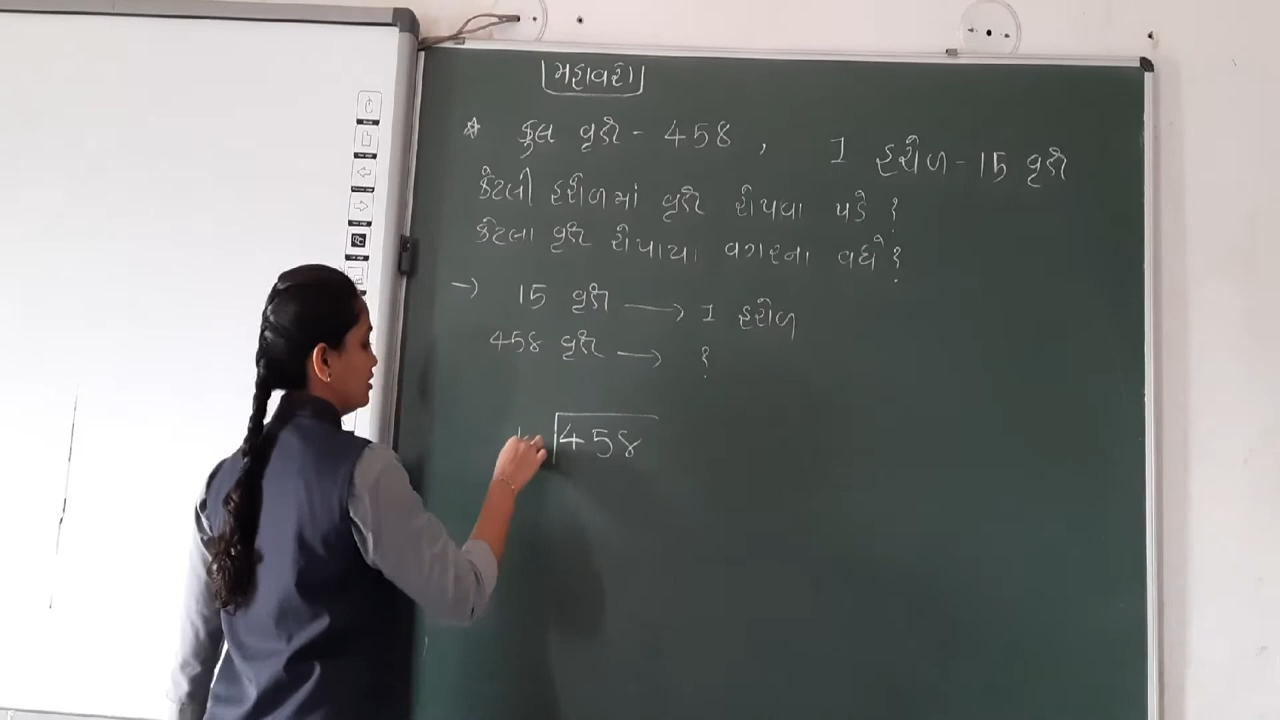 મહાવરો
* કુલ વૃક્ષો - 458 , 1 હરોળ - 15 વૃક્ષો
કેટલી હરોળમાં વૃક્ષો રોપવા પડે ?
કેટલા વૃક્ષો રોપાયા વગરના વધે ?
→ 15 વૃક્ષો → 1 હરોળ
458 વૃક્ષો → ?
458